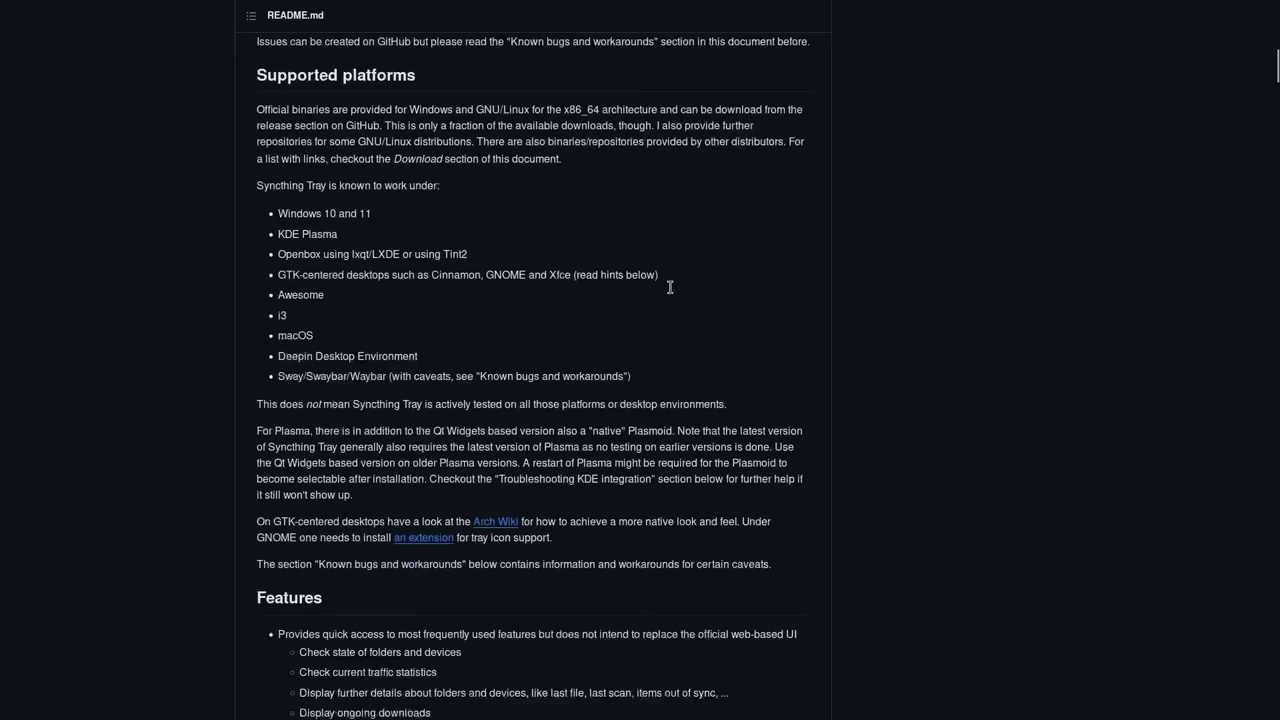 README.md
Issues can be created on GitHub but please read the "Known bugs and workarounds" section in this document before.
Supported platforms
Official binaries are provided for Windows and GNU/Linux for the x86_64 architecture and can be download from the
release section on GitHub. This is only a fraction of the available downloads, though. I also provide further
repositories for some GNU/Linux distributions. There are also binaries/repositories provided by other distributors. For
a list with links, checkout the Download section of this document.
Syncthing Tray is known to work under:
• Windows 10 and 11
• KDE Plasma
• Openbox using lxqt/LXDE or using Tint2
• GTK-centered desktops such as Cinnamon, GNOME and Xfce (read hints below)
• Awesome
• i3
• macOS
• Deepin Desktop Environment
• Sway/Swaybar/Waybar (with caveats, see "Known bugs and workarounds")
This does not mean Syncthing Tray is actively tested on all those platforms or desktop environments.
For Plasma, there is in addition to the Qt Widgets based version also a "native" Plasmoid. Note that the latest version
of Syncthing Tray generally also requires the latest version of Plasma as no testing on earlier versions is done. Use
the Qt Widgets based version on older Plasma versions. A restart of Plasma might be required for the Plasmoid to
become selectable after installation. Checkout the "Troubleshooting KDE integration" section below for further help if
it still won't show up.
On GTK-centered desktops have a look at the Arch Wiki for how to achieve a more native look and feel. Under
GNOME one needs to install an extension for tray icon support.
The section "Known bugs and workarounds" below contains information and workarounds for certain caveats.
Features
• Provides quick access to most frequently used features but does not intend to replace the official web-based UI
○ Check state of folders and devices
○ Check current traffic statistics
○ Display further details about folders and devices, like last file, last scan, items out of sync, ...
○ Display ongoing downloads